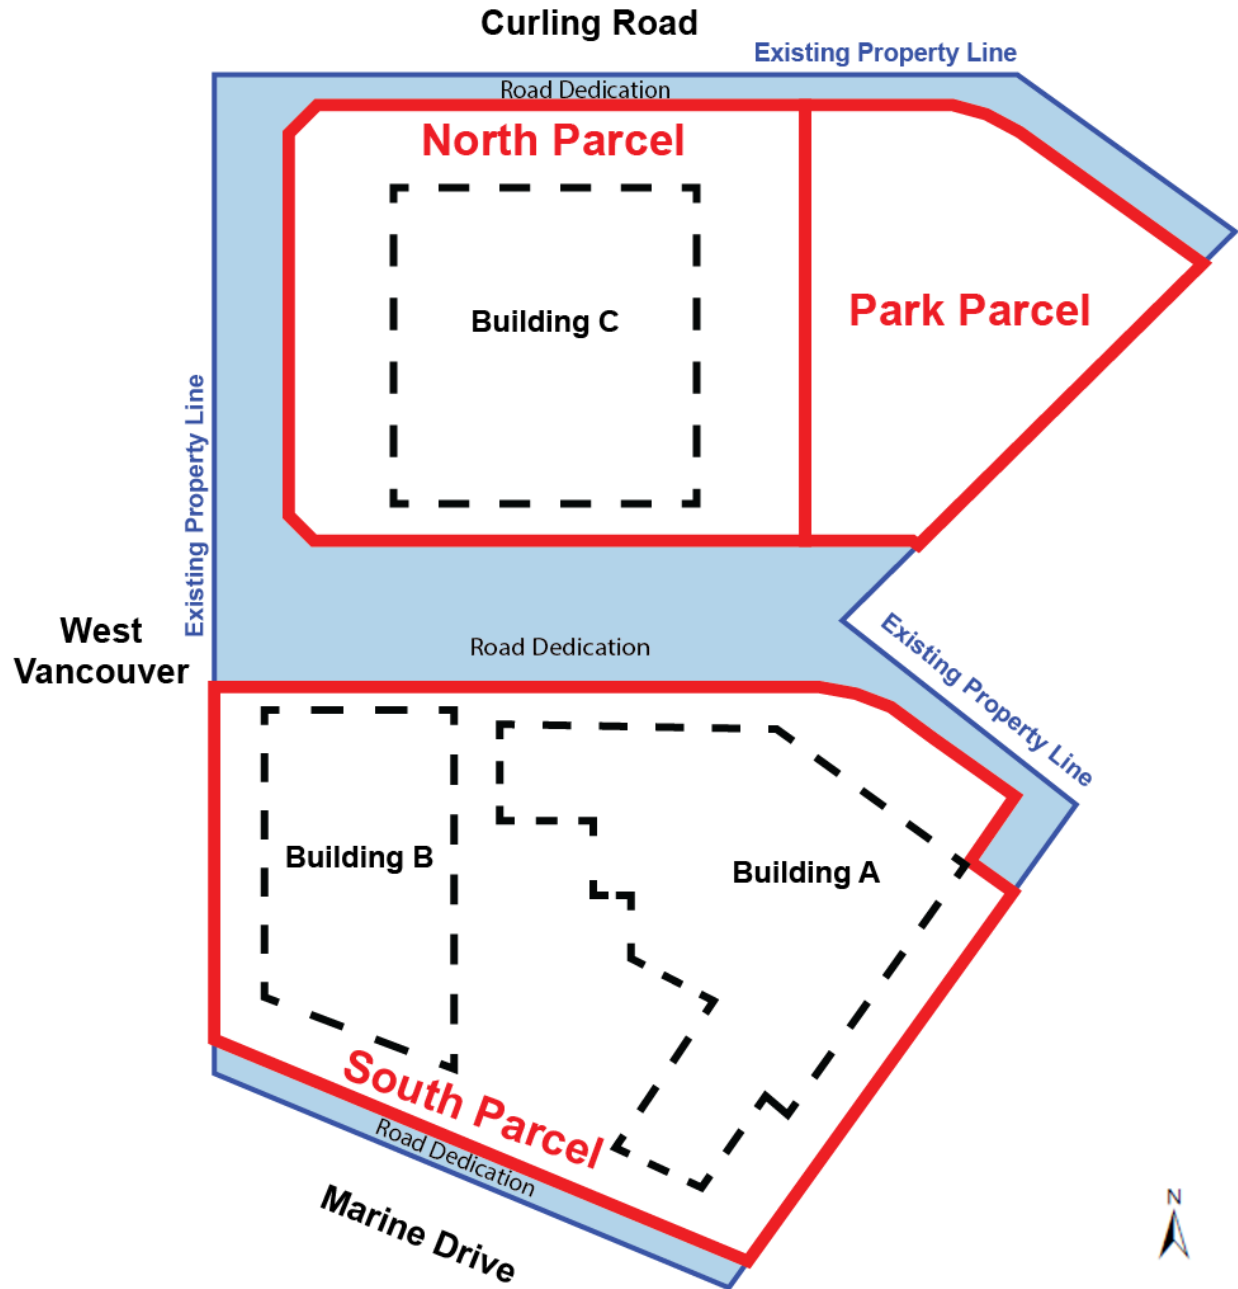 Curling Road
Existing Property Line
Road Dedication
North Parcel
Building C
Park Parcel
Existing Property Line
West
Vancouver
Road Dedication
Existing Property Line
Building B
Building A
South Parcel
Road Dedication
Marine Drive
N